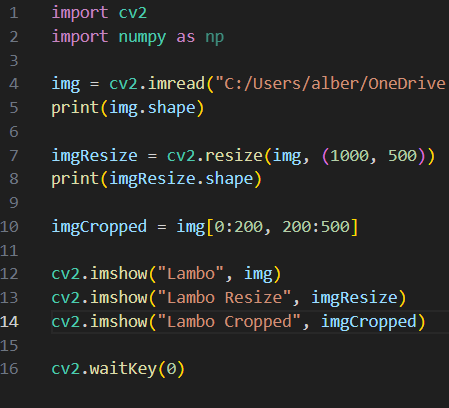 1 import cv2
2 import numpy as np
3
4 img = cv2.imread("C:/Users/alber/OneDrive
5 print(img.shape)
6
7 imgResize = cv2.resize(img, (1000, 500))
8 print(imgResize.shape)
9
10 imgCropped = img[0:200, 200:500]
11
12 cv2.imshow("Lambo", img)
13 cv2.imshow("Lambo Resize", imgResize)
14 cv2.imshow("Lambo Cropped", imgCropped)
15
16 cv2.waitKey(0)